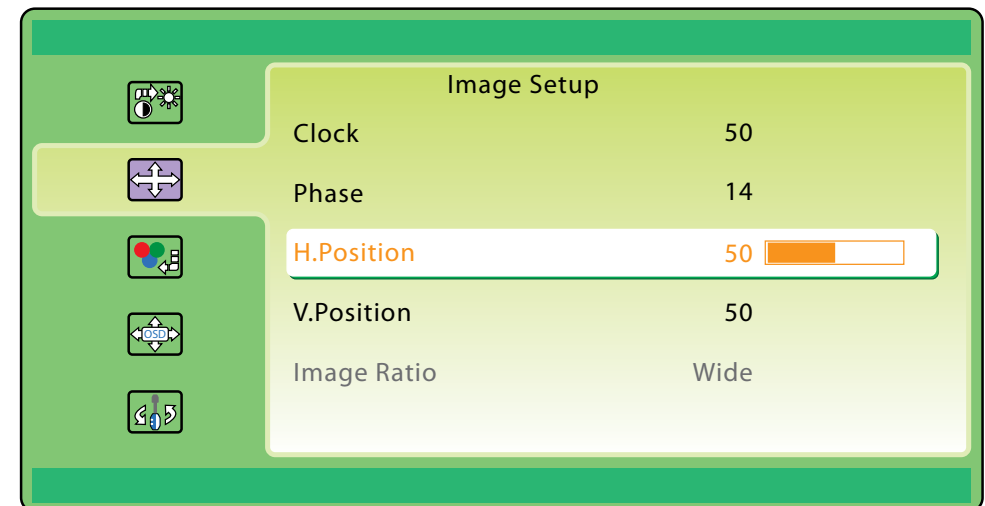 Image Setup
Clock 50
Phase 14
H.Position 50
V.Position 50
OSD
Image Ratio Wide